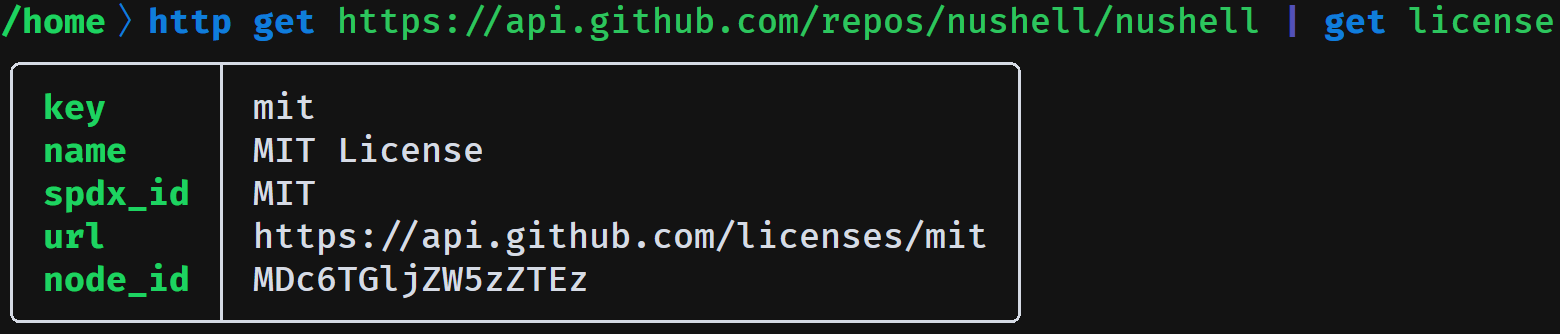 /home 〉http get https://api.github.com/repos/nushell/nushell | get license
key mit
name MIT License
spdx_id MIT
url https://api.github.com/licenses/mit
node_id MDc6TGljZW5zZTEz